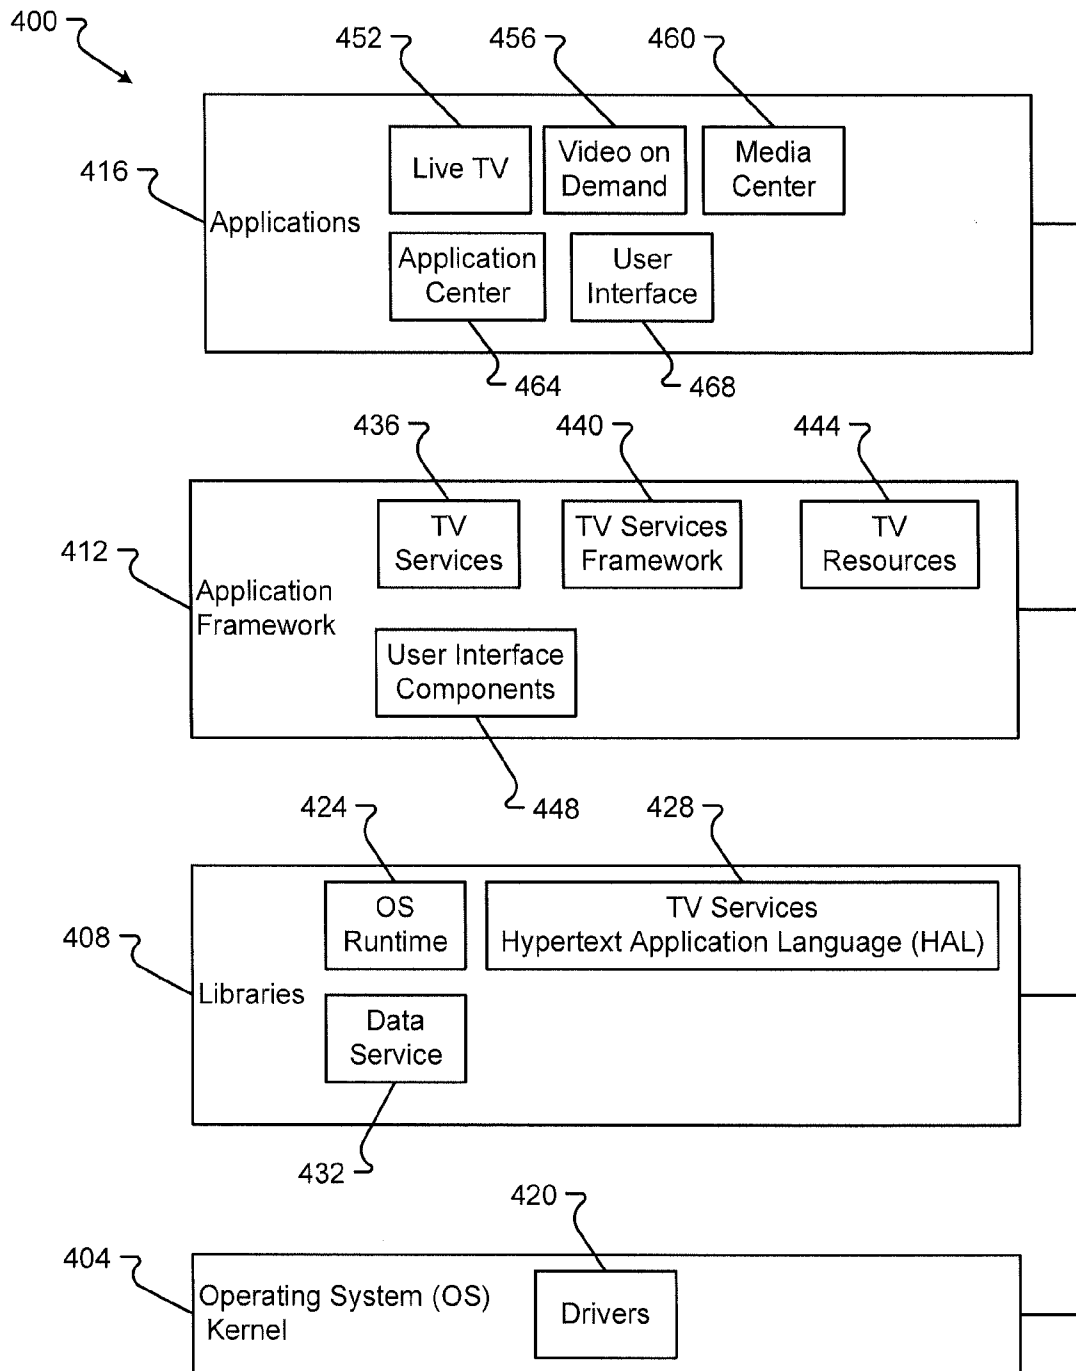 400
452
456
460
416
Applications
Live TV
Video on
Demand
Media
Center
Application
Center
User
Interface
464
468
436
440
444
412
Application
Framework
TV
Services
TV Services
Framework
TV
Resources
User Interface
Components
448
424
428
408
Libraries
OS
Runtime
TV Services
Hypertext Application Language (HAL)
Data
Service
432
420
404
Operating System (OS)
Kernel
Drivers